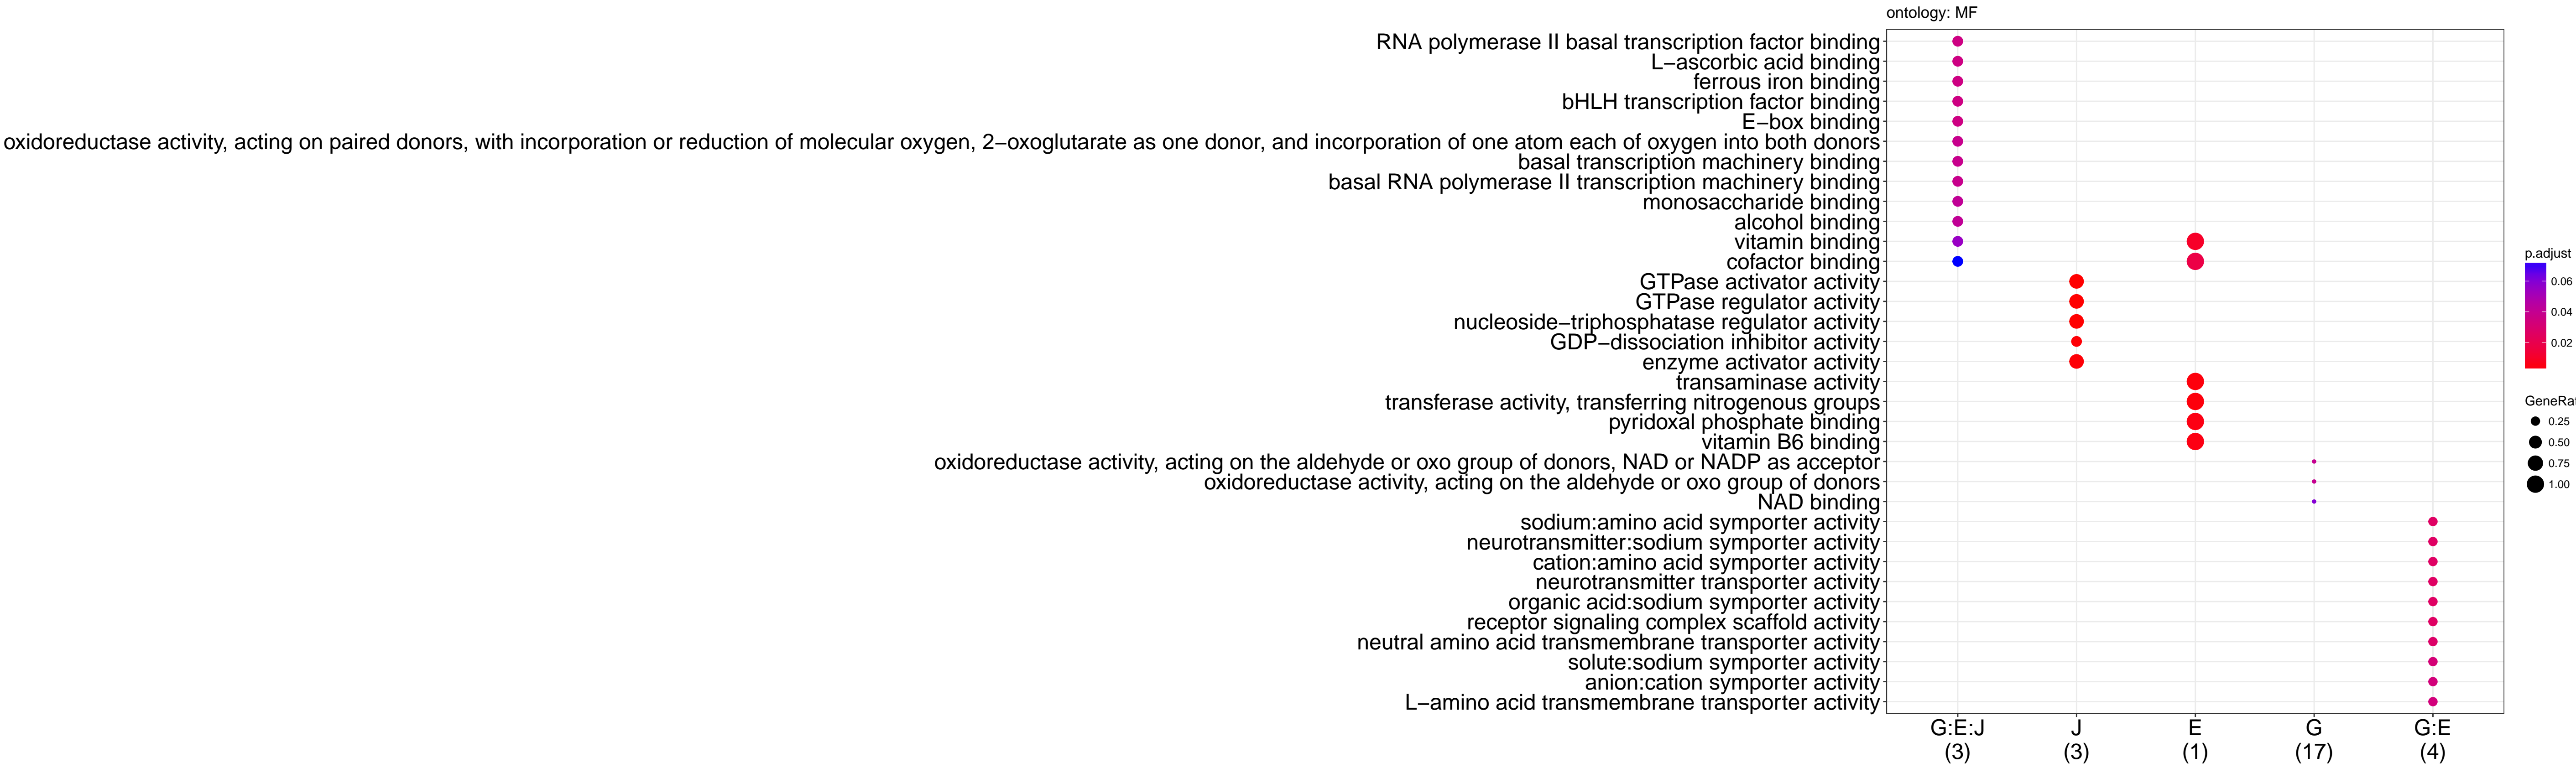 ontology: MF
RNA polymerase II basal transcription factor binding
L−ascorbic acid binding
ferrous iron binding
bHLH transcription factor binding
E−box binding
oxidoreductase activity, acting on paired donors, with incorporation or reduction of molecular oxygen, 2−oxoglutarate as one donor, and incorporation of one atom each of oxygen into both donors
basal transcription machinery binding
basal RNA polymerase II transcription machinery binding
monosaccharide binding
alcohol binding
vitamin binding
cofactor binding
GTPase activator activity
GTPase regulator activity
nucleoside−triphosphatase regulator activity
GDP−dissociation inhibitor activity
enzyme activator activity
transaminase activity
transferase activity, transferring nitrogenous groups
pyridoxal phosphate binding
vitamin B6 binding
oxidoreductase activity, acting on the aldehyde or oxo group of donors, NAD or NADP as acceptor
oxidoreductase activity, acting on the aldehyde or oxo group of donors
NAD binding
sodium:amino acid symporter activity
neurotransmitter:sodium symporter activity
cation:amino acid symporter activity
neurotransmitter transporter activity
organic acid:sodium symporter activity
receptor signaling complex scaffold activity
neutral amino acid transmembrane transporter activity
solute:sodium symporter activity
anion:cation symporter activity
L−amino acid transmembrane transporter activity
G:E:J J E G G:E
(3) (3) (1) (17) (4)
p.adjust
0.06
0.04
0.02
GeneRat
0.25
0.50
0.75
1.00